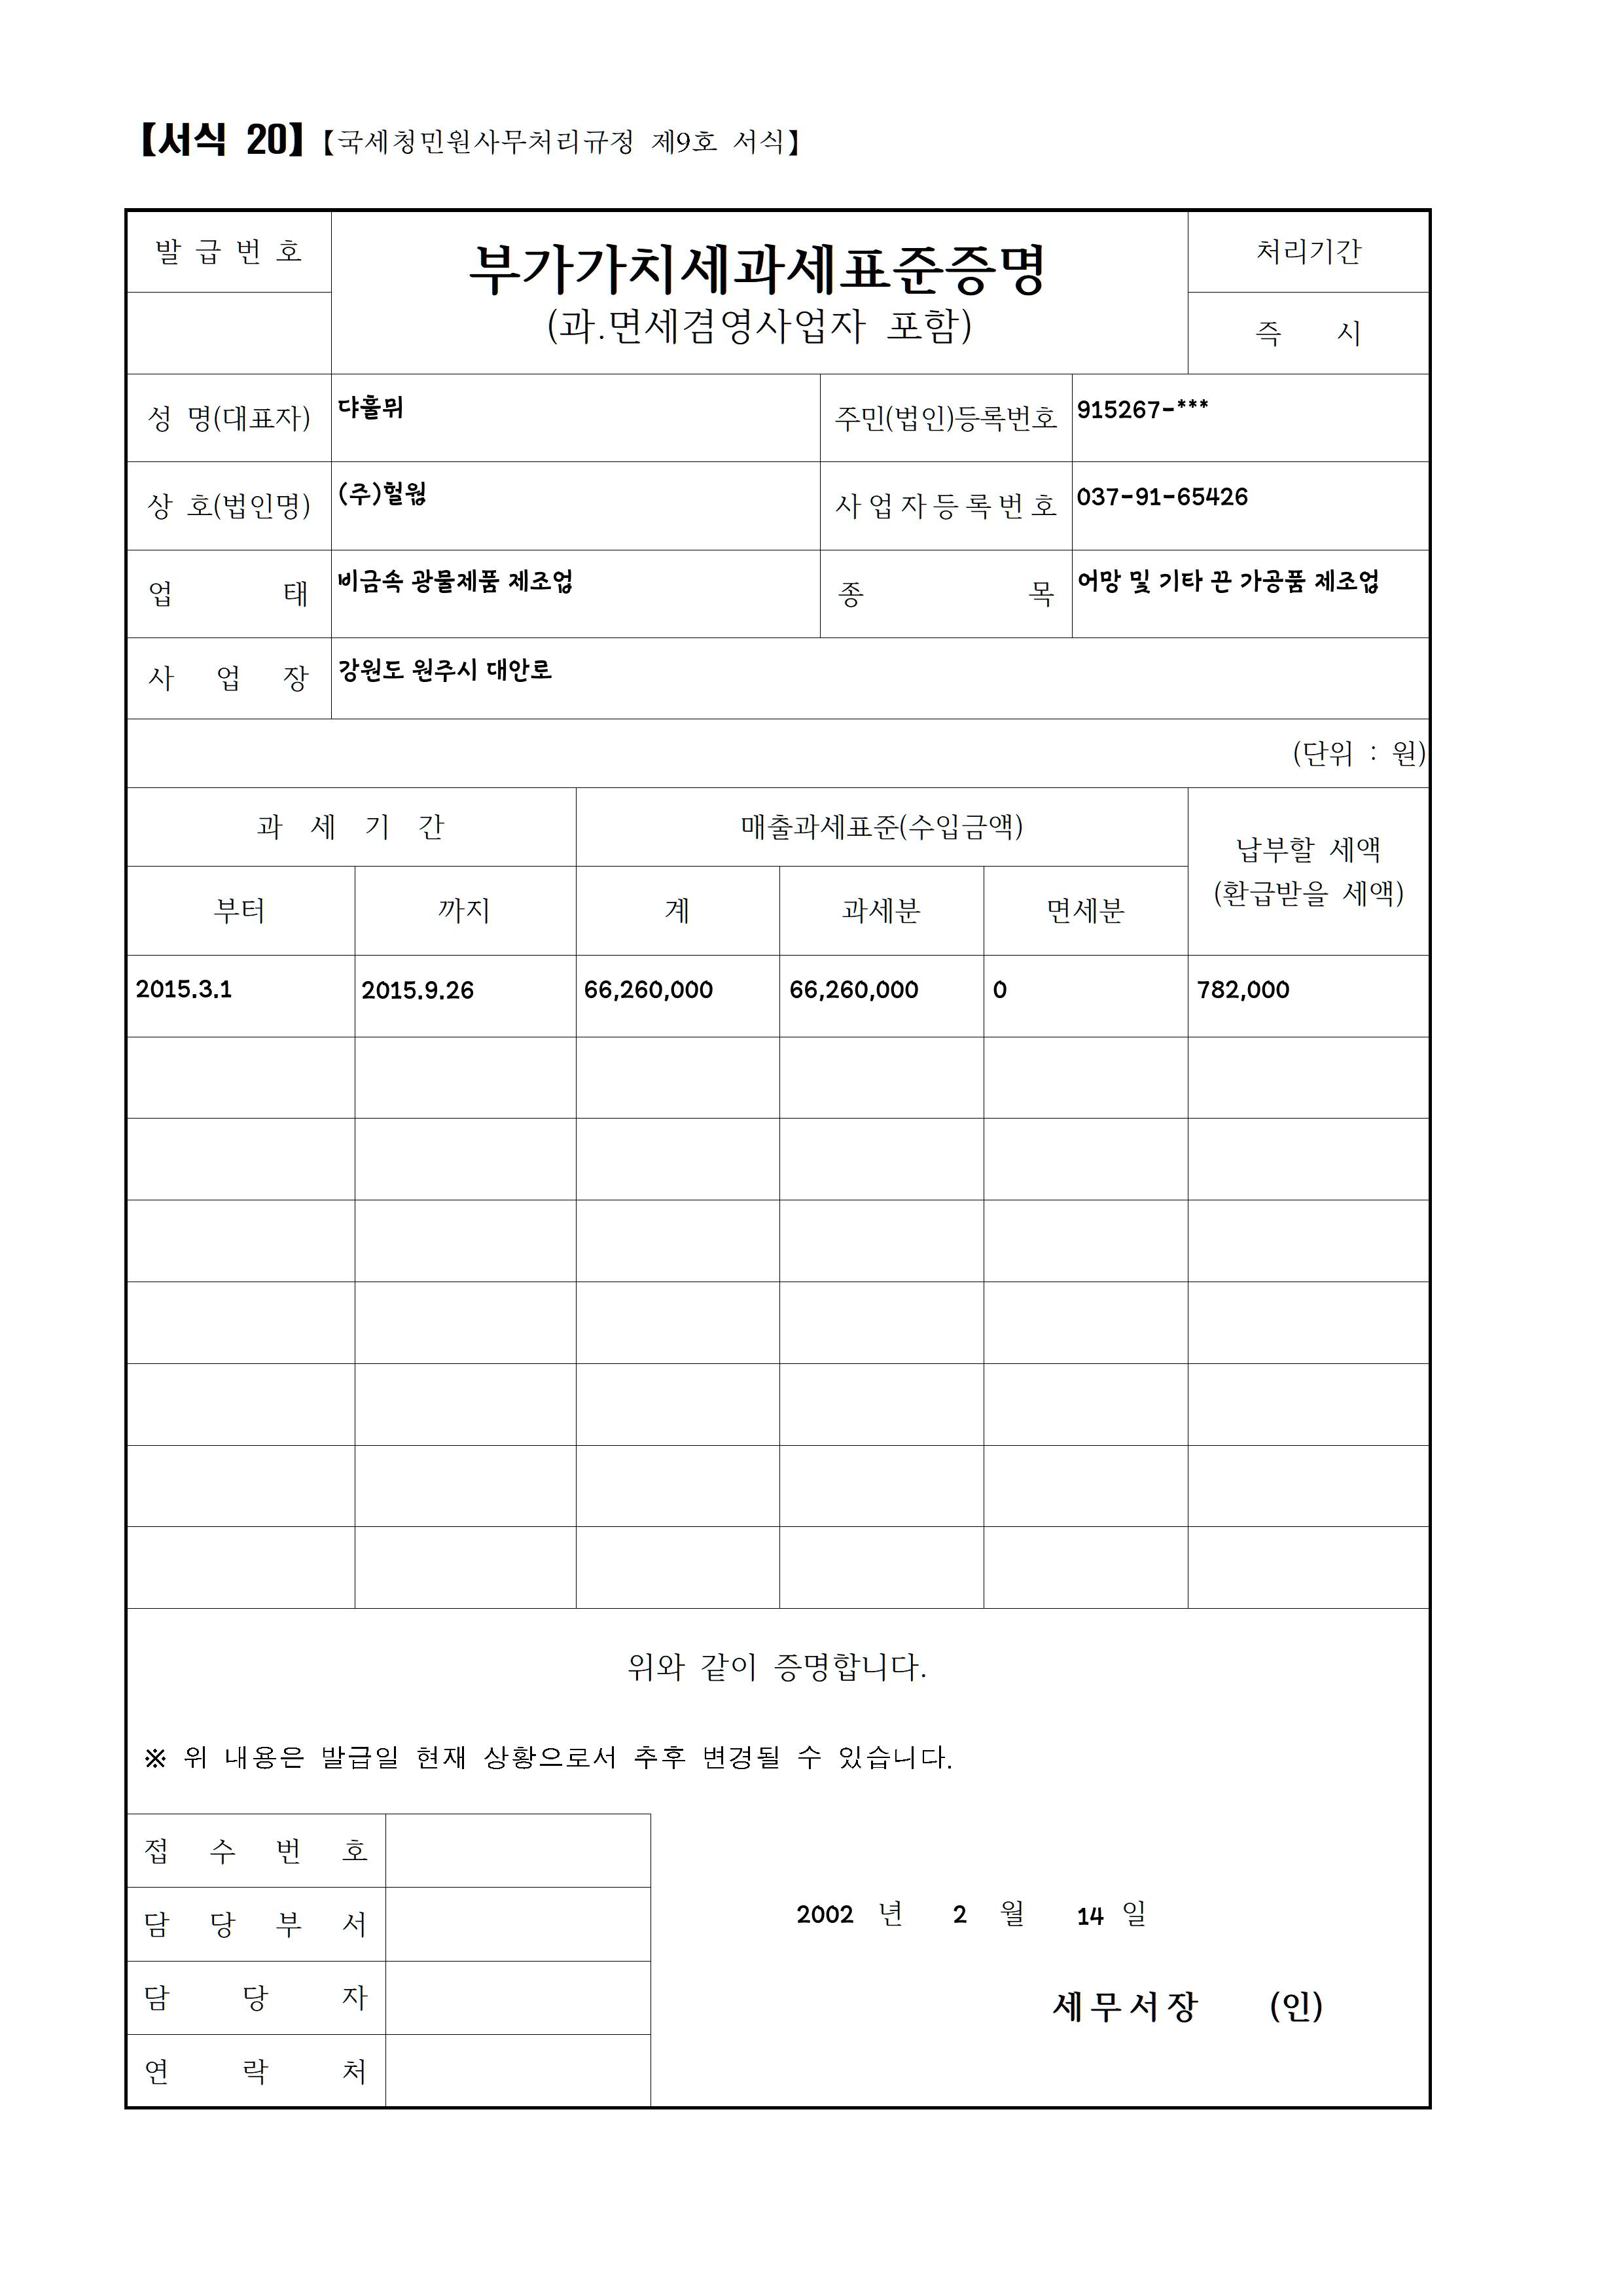 【서식 20】【국세청민원사무처리규정 제9호 서식】
발 급 번 호
부가가치세과세표준증명
(과.면세겸영사업자 포함)
처리기간
즉 시
성 명(대표자) 댜훌뮈 주민(법인)등록번호 915267-***
상 호(법인명) (주)헐웜 사업자등록번호 037-91-65426
업 태 비금속 광물제품 제조업 종 목 어망 및 기타 끈 가공품 제조업
사 업 장 강원도 원주시 대안로
(단위 : 원)
과 세 기 간 매출과세표준(수입금액) 납부할 세액
(환급받을 세액)
부터 까지 계 과세분 면세분
2015.3.1 2015.9.26 66,260,000 66,260,000 0 782,000
위와 같이 증명합니다.
※ 위 내용은 발급일 현재 상황으로서 추후 변경될 수 있습니다.
접 수 번 호
담 당 부 서
2002 년 2 월 14 일
담 당 자
세무서장 (인)
연 락 처